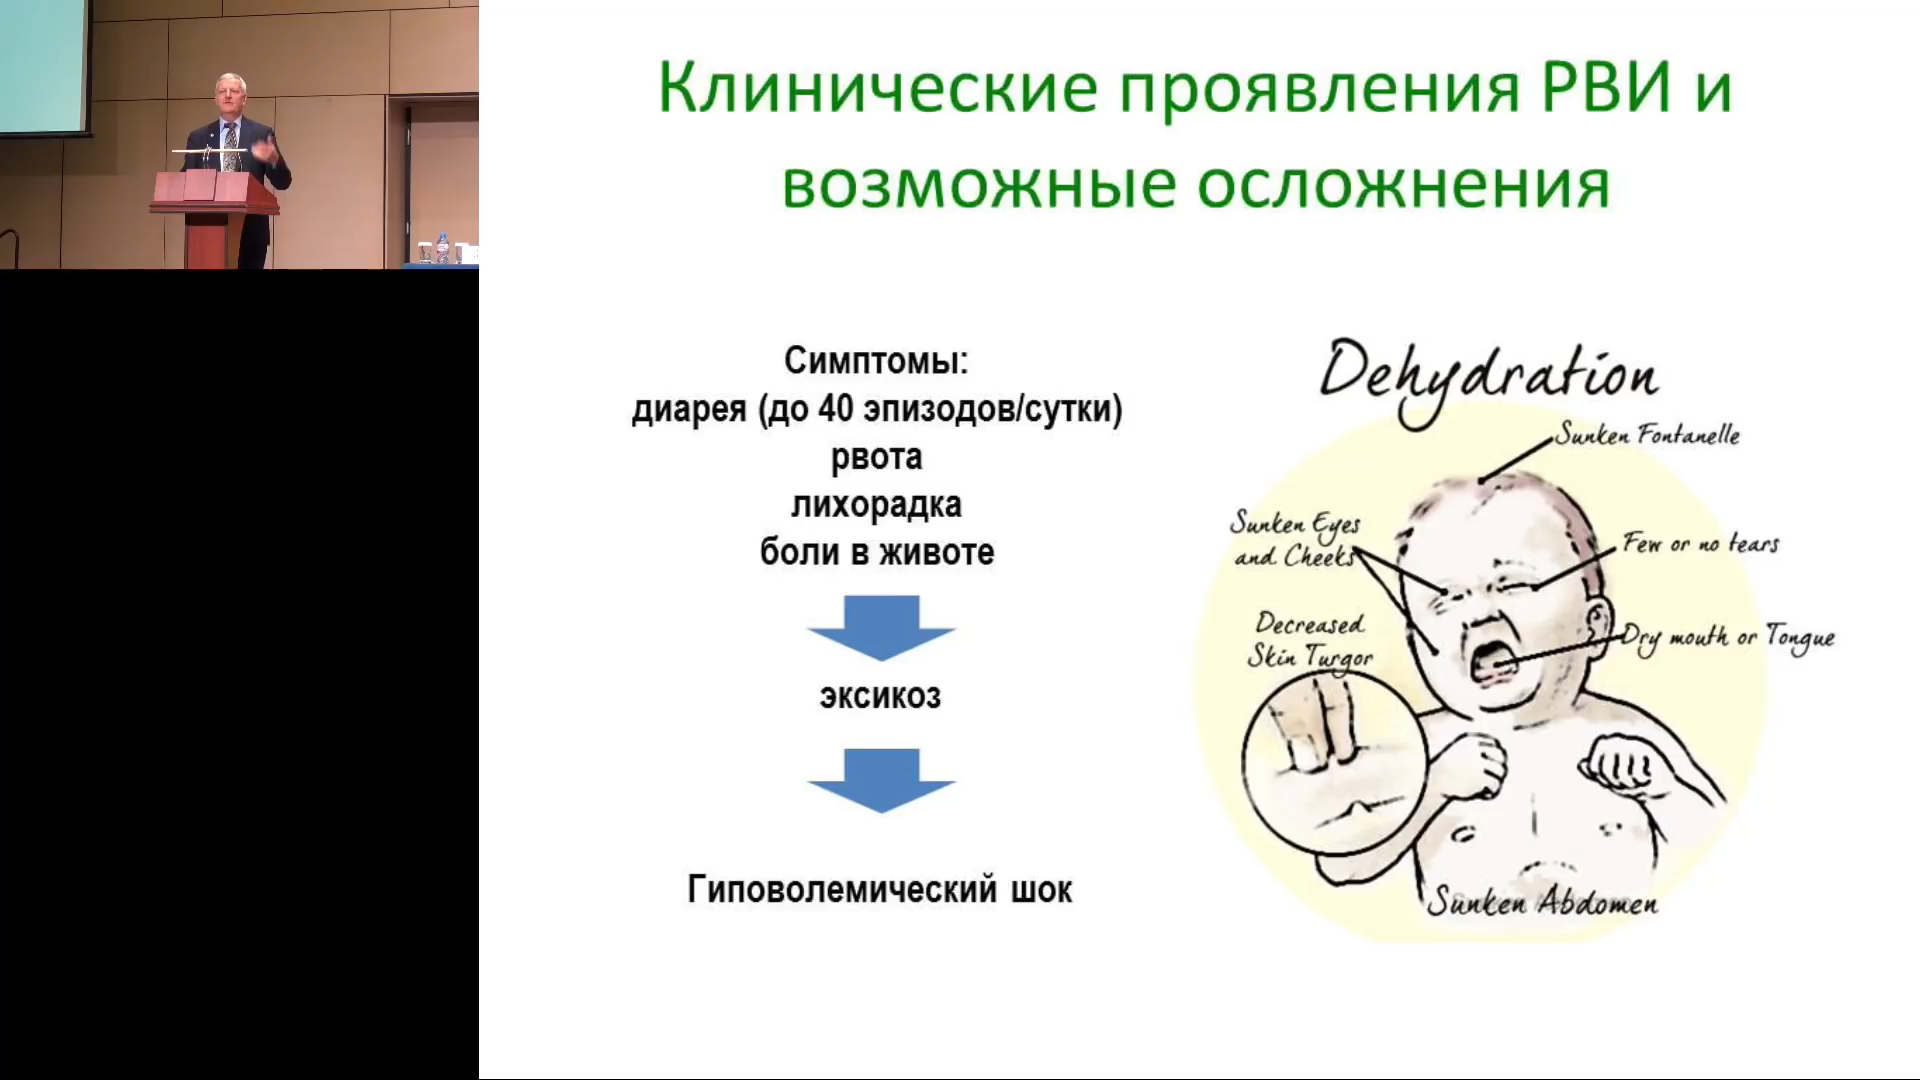 Клинические проявления РВИ и
возможные осложнения
Симптомы:
диарея (до 40 эпизодов/сутки)
рвота
лихорадка
боли в животе
эксикоз
Гиповолемический шок
Dehydration
Sunken Fontanelle
Sunken Eyes
and Cheeks
Few or no tears
Decreased
Skin Turgor
Dry mouth or Tongue
Sunken Abdomen